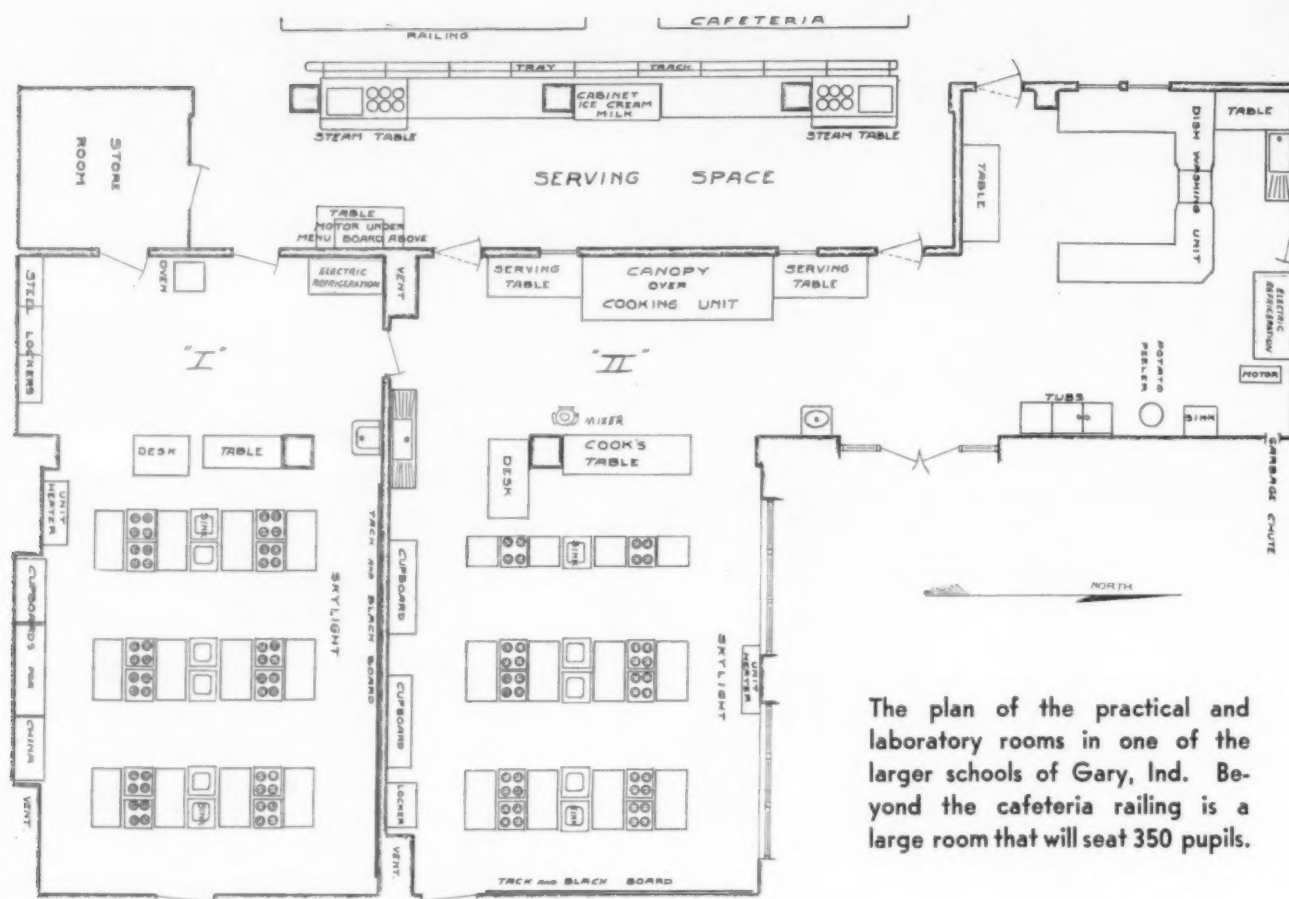 CAFETERIA
RAILING
TRAY TRACK
CABINET
ICE CREAM
MILK
STEAM TABLE
STEAM TABLE
STORE
ROOM
SERVING SPACE
TABLE
DISH WASHING UNIT
TABLE
TABLE
MOTOR UNDER
MENU BOARD ABOVE
OVEN
ELECTRIC
REFRIGERATION
VENT
SERVING
TABLE
CANOPY
OVER
COOKING UNIT
SERVING
TABLE
STEEL LOCKERS
"I"
"II"
ELECTRIC
REFRIGERATION
MOTOR
POTATO
PEELER
TUBS
SINK
GARBAGE CHUTE
MIXER
DESK
TABLE
DESK
COOK'S
TABLE
UNIT
HEATER
SINK
SINK
TACK AND BLACK BOARD
CUPBOARD
SKYLIGHT
CUPBOARDS FOR CHINA
NORTH
SKYLIGHT
UNIT
HEATER
CUPBOARD
LOCKER
SINK
SINK
VENT.
VENT.
TACK AND BLACK BOARD
The plan of the practical and
laboratory rooms in one of the
larger schools of Gary, Ind. Be-
yond the cafeteria railing is a
large room that will seat 350 pupils.